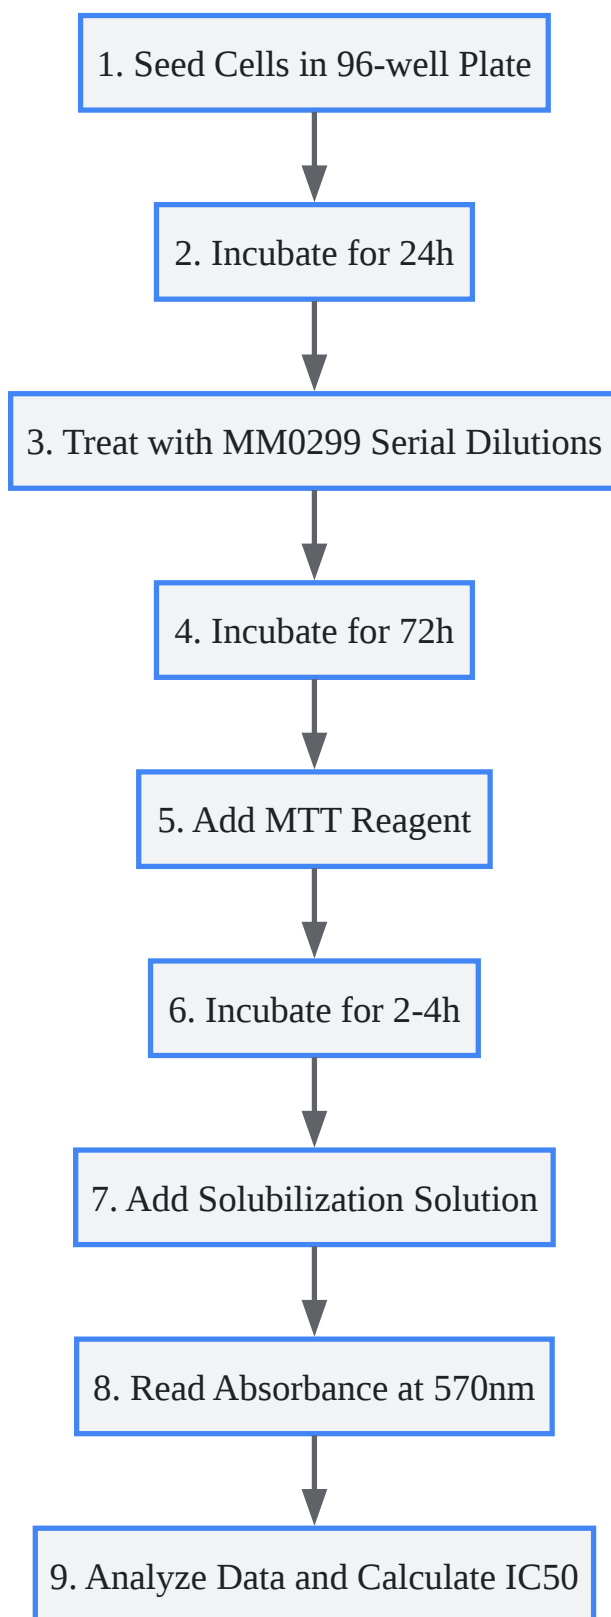 1. Seed Cells in 96-well Plate
2. Incubate for 24h
3. Treat with MM0299 Serial Dilutions
4. Incubate for 72h
5. Add MTT Reagent
6. Incubate for 2-4h
7. Add Solubilization Solution
8. Read Absorbance at 570nm
9. Analyze Data and Calculate IC50